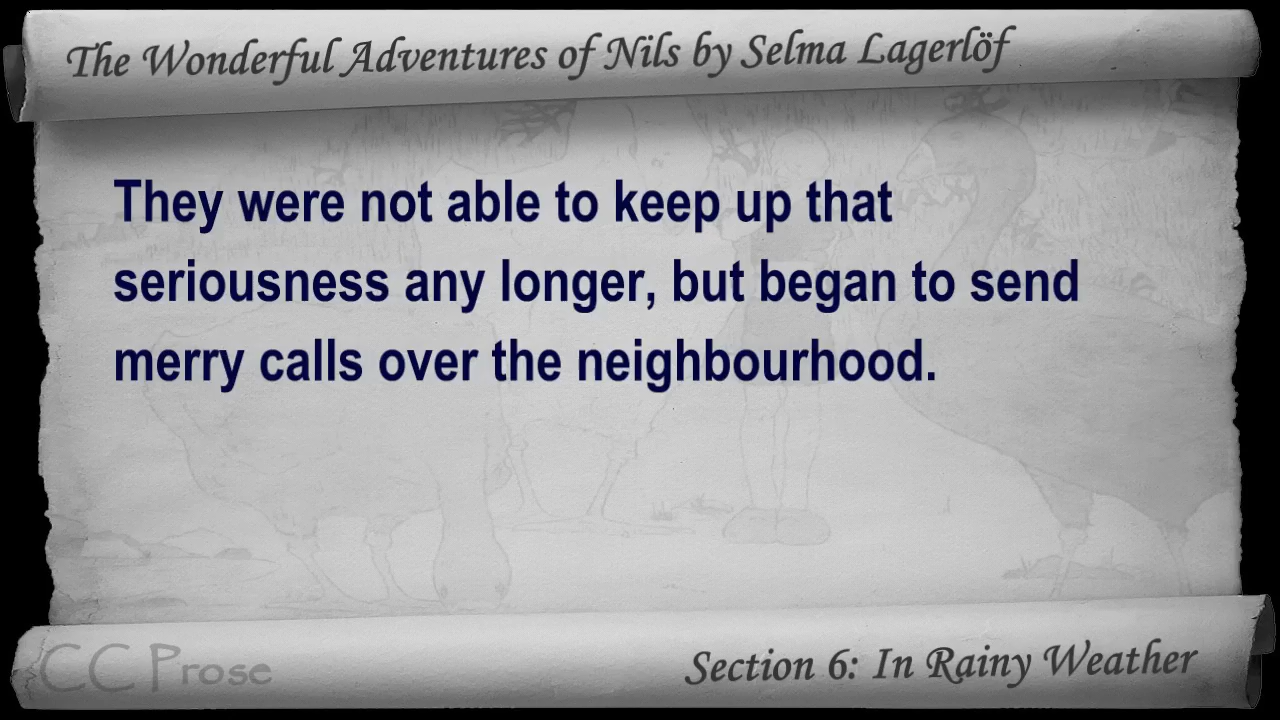 The Wonderful Adventures of Nils by Selma Lagerlöf
They were not able to keep up that
seriousness any longer, but began to send
merry calls over the neighbourhood.
CC Prose
Section 6: In Rainy Weather